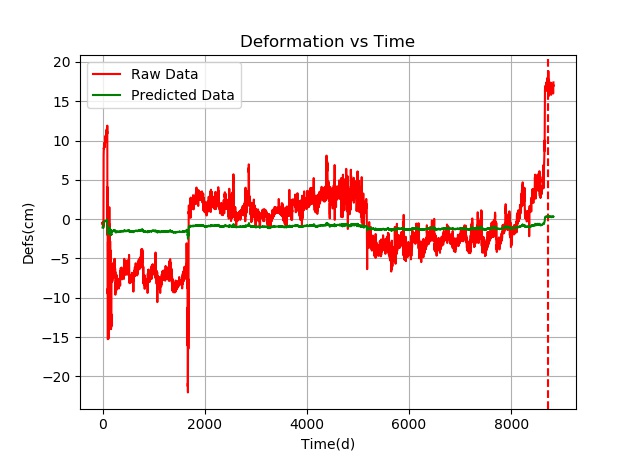 Deformation vs Time
Raw Data
Predicted Data
Defs(cm)
20
15
10
5
0
−5
−10
−15
−20
0 2000 4000 6000 8000
Time(d)